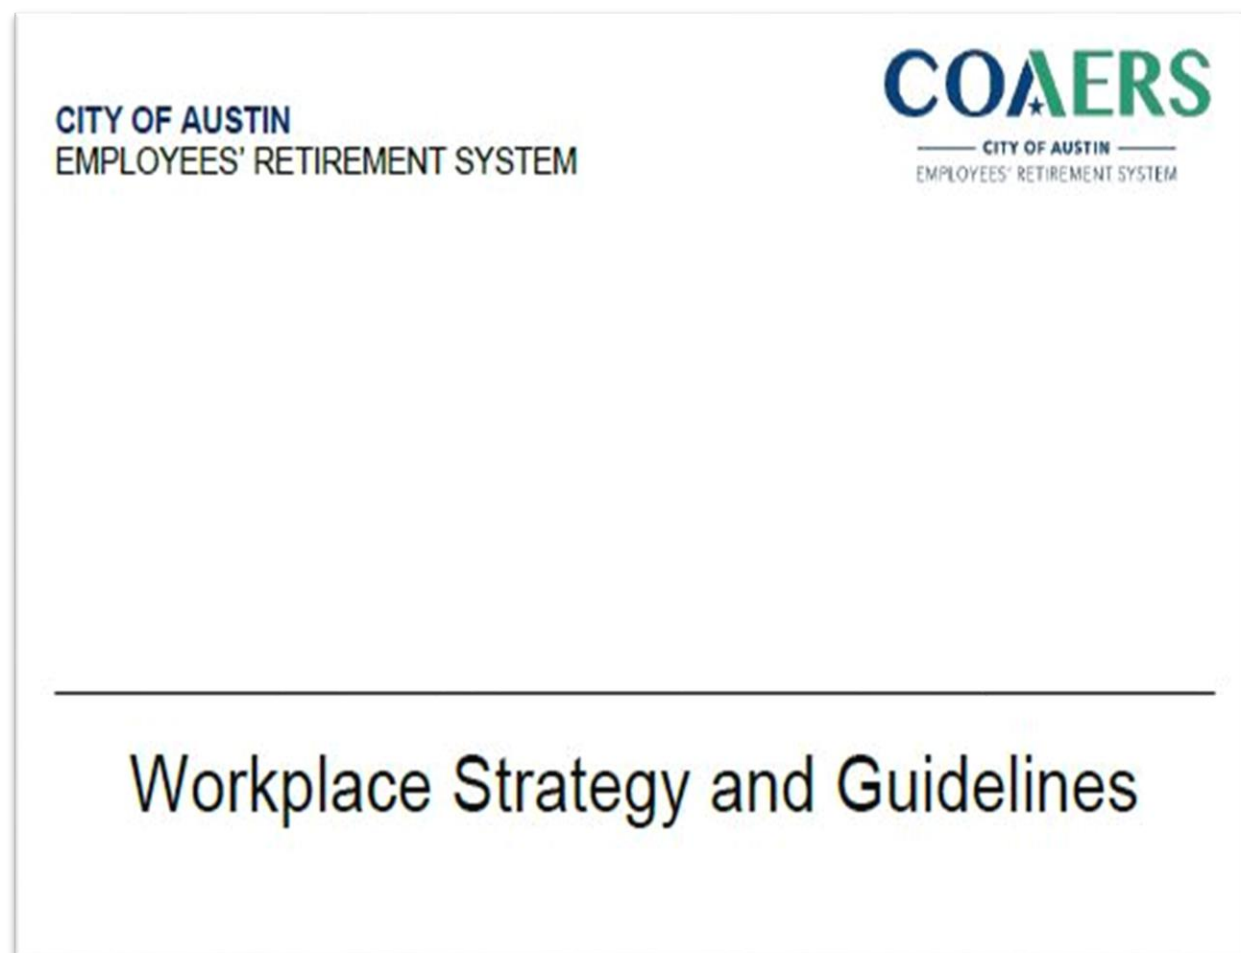 CITY OF AUSTIN
EMPLOYEES' RETIREMENT SYSTEM
COAERS
CITY OF AUSTIN
EMPLOYEES' RETIREMENT SYSTEM
Workplace Strategy and Guidelines